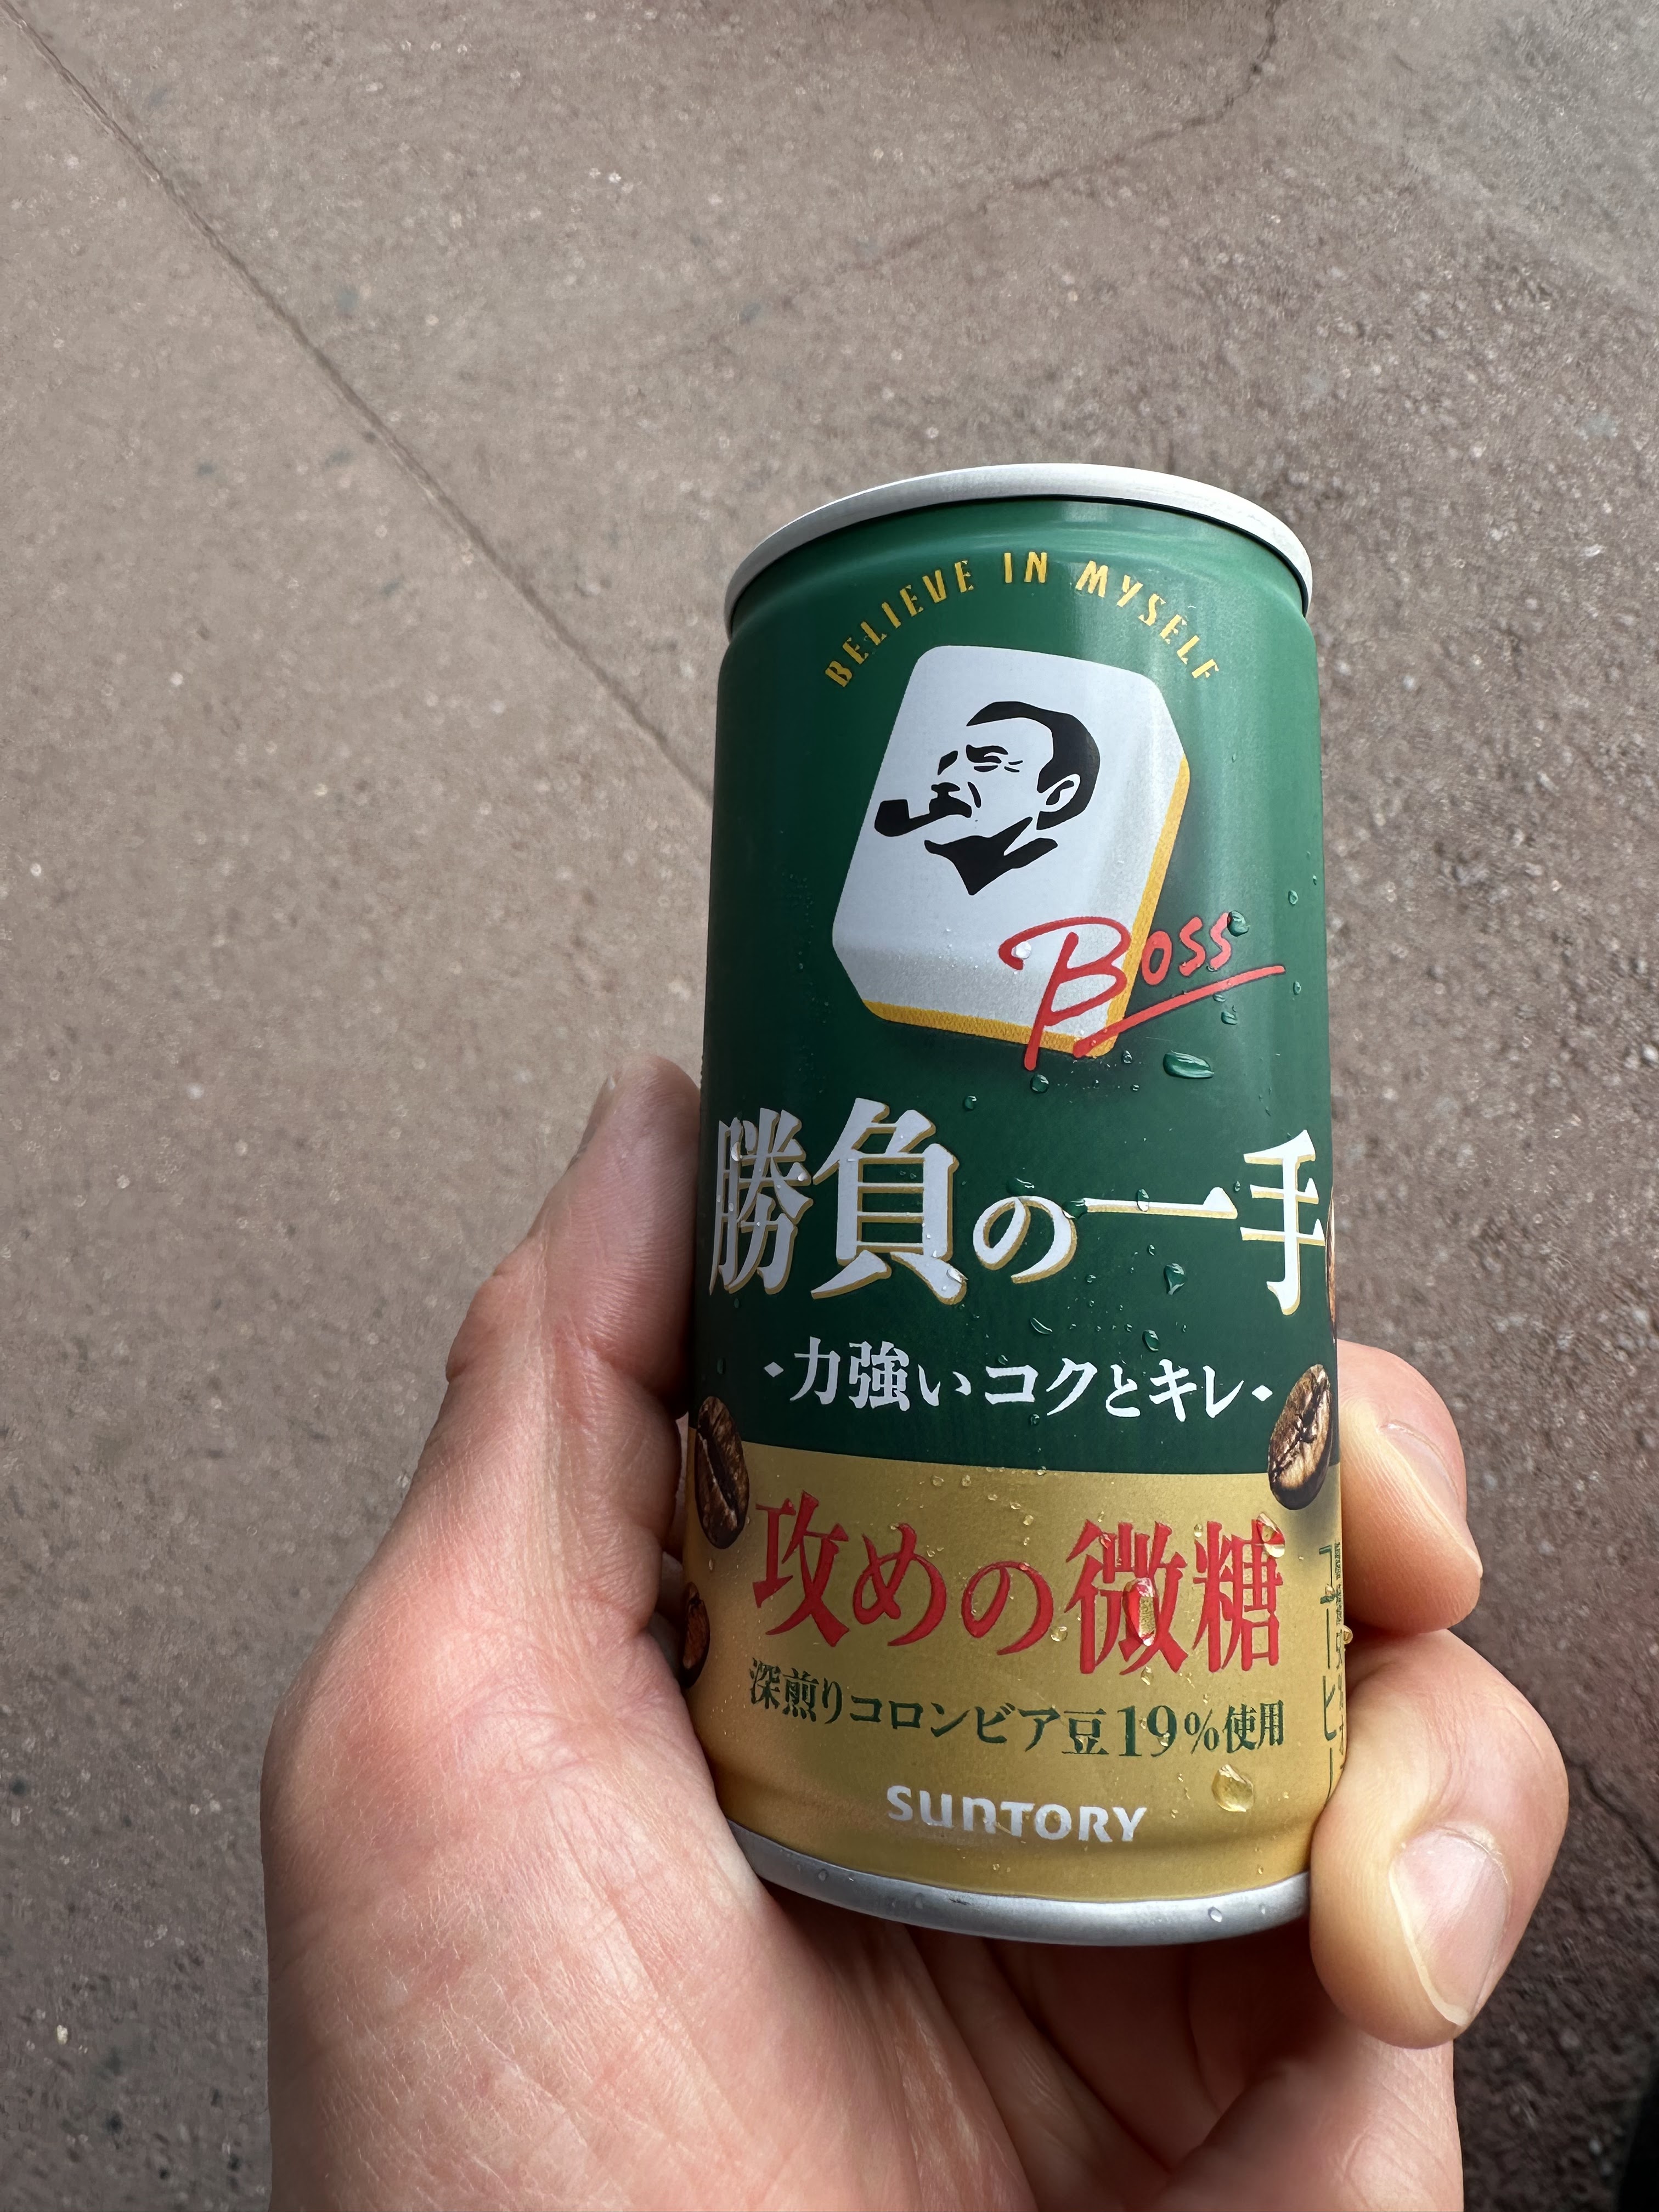 BELIEVE IN MYSELF
BOSS
勝負の一手
・力強いコクとキレ・
攻めの微糖
深煎りコロンビア豆19%使用
SUNTORY